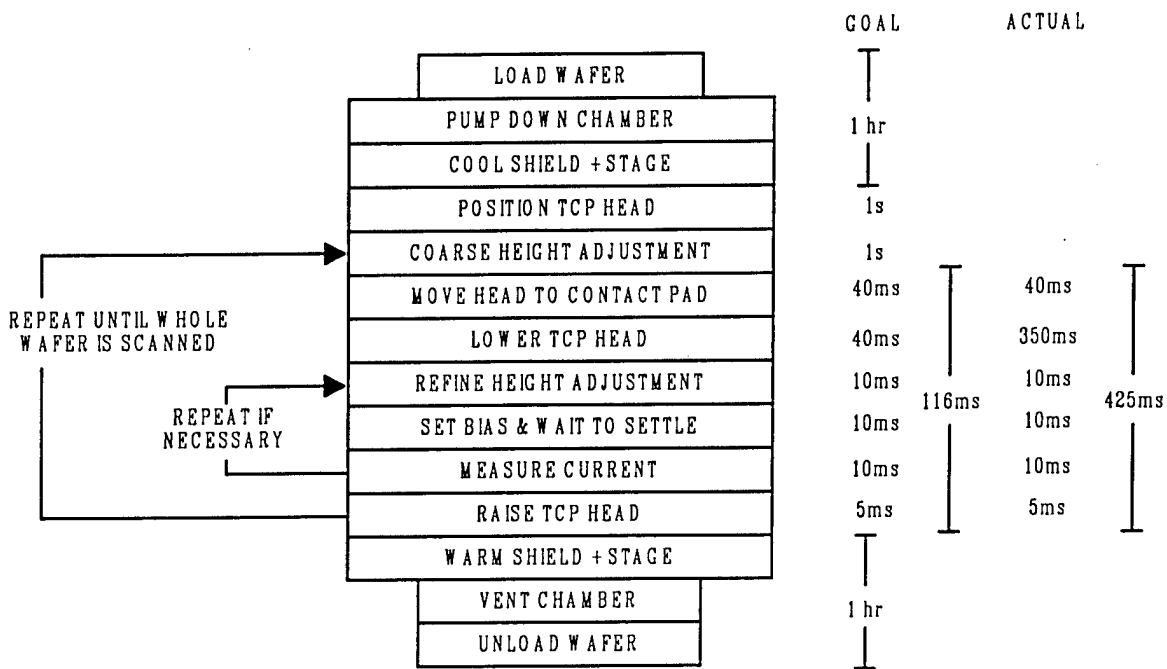 GOAL ACTUAL
LOAD WAFER
PUMP DOWN CHAMBER
1 hr
COOL SHIELD + STAGE
POSITION TCP HEAD
1s
COARSE HEIGHT ADJUSTMENT
1s
MOVE HEAD TO CONTACT PAD
40ms 40ms
REPEAT UNTIL WHOLE
WAFER IS SCANNED
LOWER TCP HEAD
40ms 350ms
REFINE HEIGHT ADJUSTMENT
10ms 10ms
116ms 425ms
REPEAT IF
NECESSARY
SET BIAS & WAIT TO SETTLE
10ms 10ms
MEASURE CURRENT
10ms 10ms
RAISE TCP HEAD
5ms 5ms
WARM SHIELD + STAGE
VENT CHAMBER
1 hr
UNLOAD WAFER